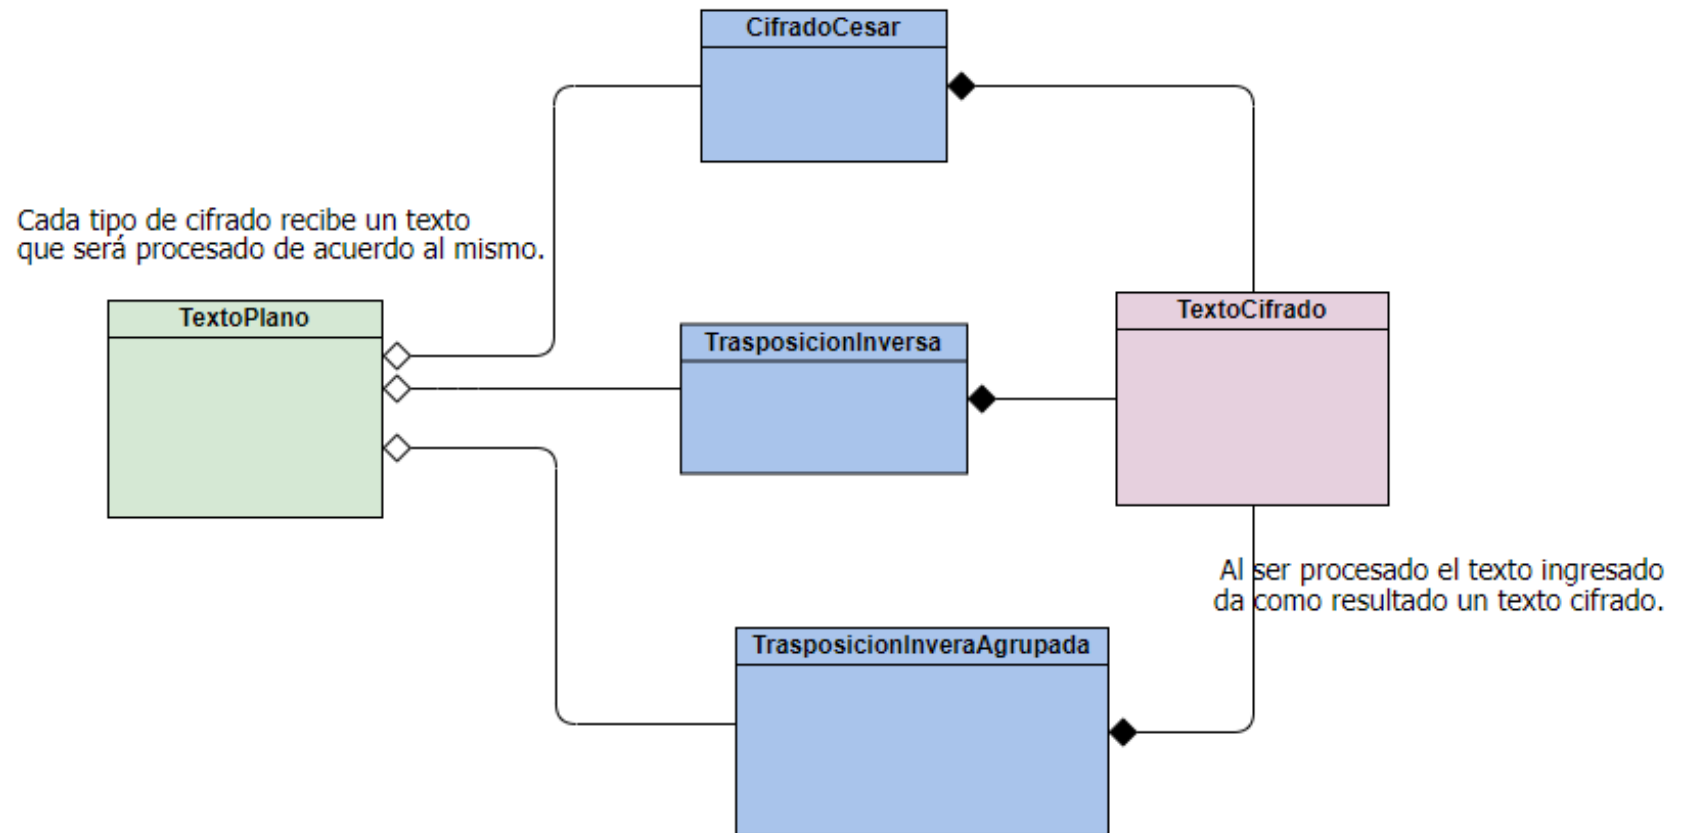 CifradoCesar
Cada tipo de cifrado recibe un texto
que será procesado de acuerdo al mismo.
TextoPlano
TrasposicionInversa
TextoCifrado
Al ser procesado el texto ingresado
da como resultado un texto cifrado.
TrasposicionInveraAgrupada